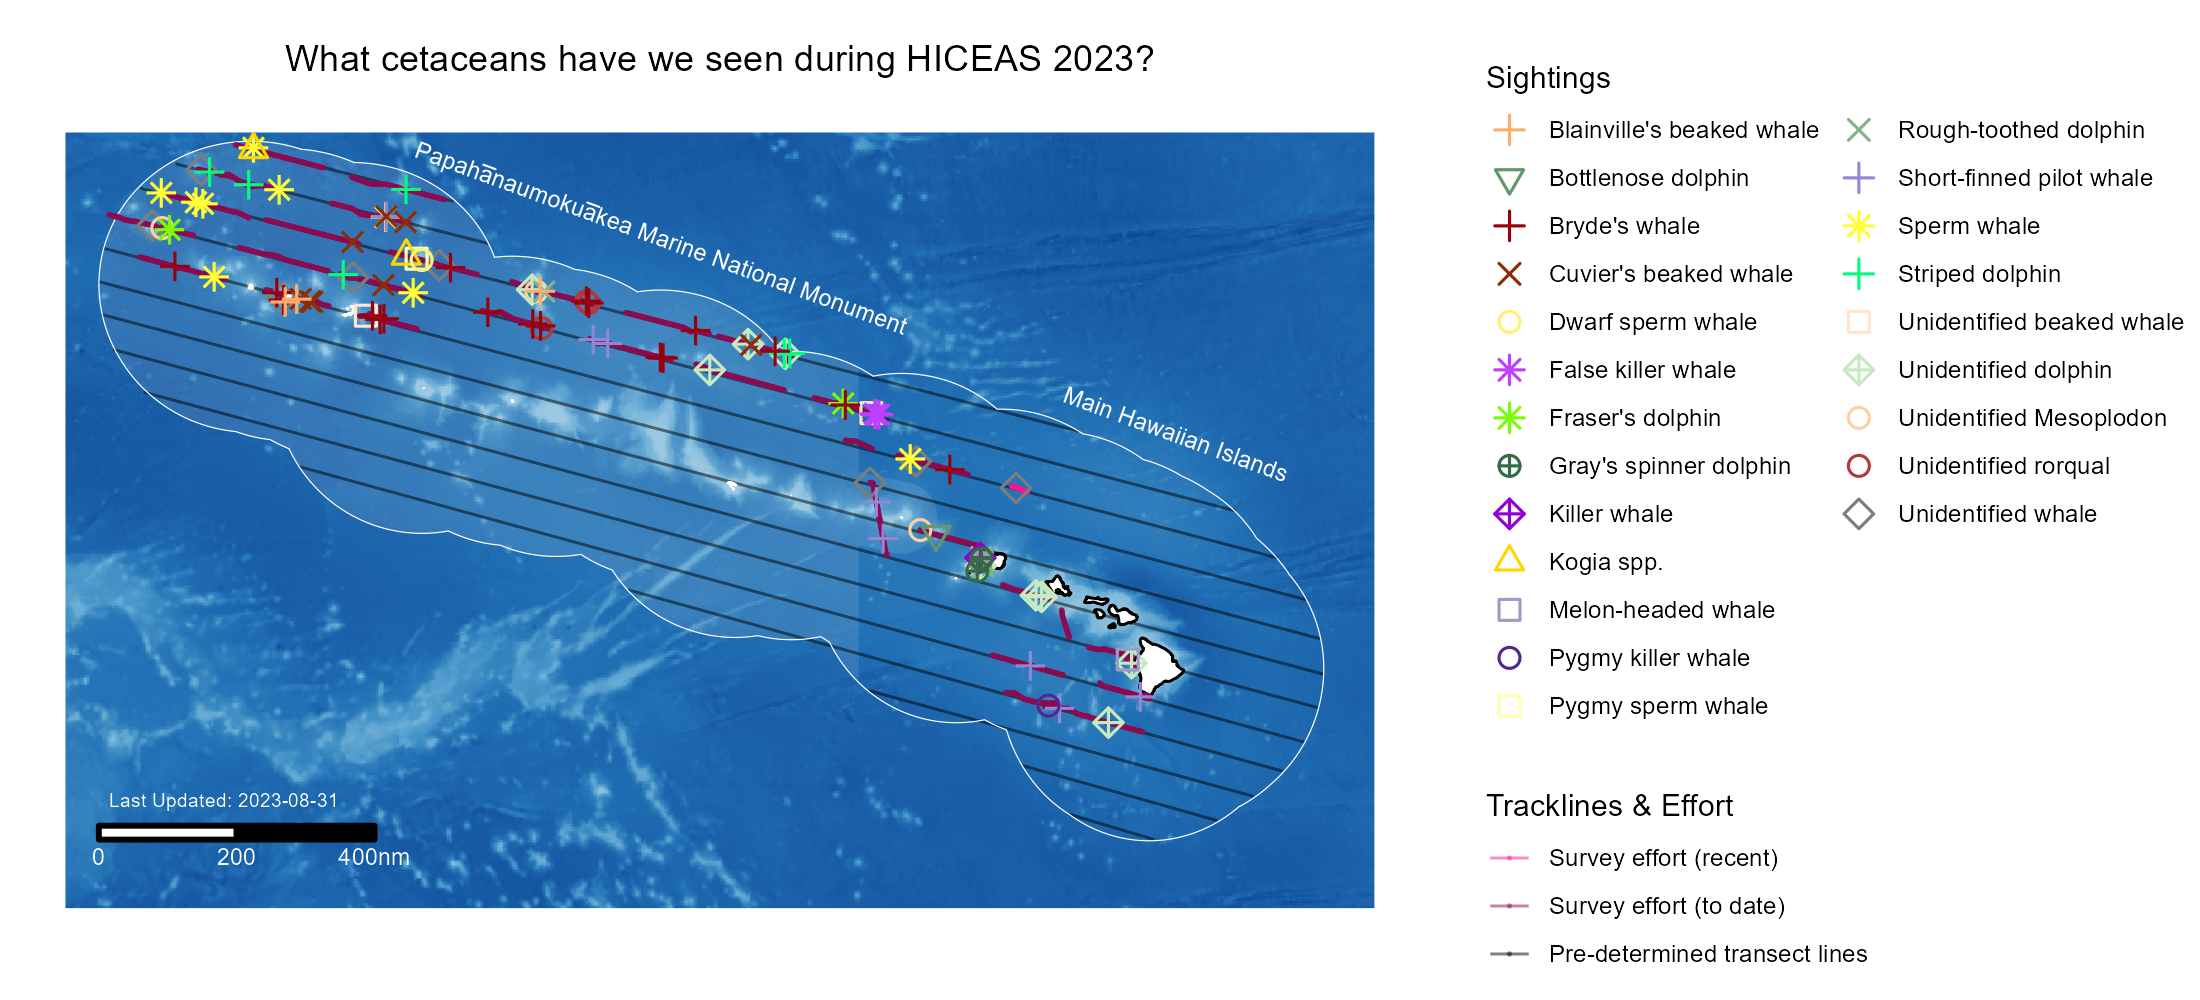 What cetaceans have we seen during HICEAS 2023?
Papahānaumokuākea Marine National Monument
Main Hawaiian Islands
Last Updated: 2023-08-31
0 200 400nm
Sightings
Blainville's beaked whale
Bottlenose dolphin
Bryde's whale
Cuvier's beaked whale
Dwarf sperm whale
False killer whale
Fraser's dolphin
Gray's spinner dolphin
Killer whale
Kogia spp.
Melon-headed whale
Pygmy killer whale
Pygmy sperm whale
Rough-toothed dolphin
Short-finned pilot whale
Sperm whale
Striped dolphin
Unidentified beaked whale
Unidentified dolphin
Unidentified Mesoplodon
Unidentified rorqual
Unidentified whale
Tracklines & Effort
Survey effort (recent)
Survey effort (to date)
Pre-determined transect lines